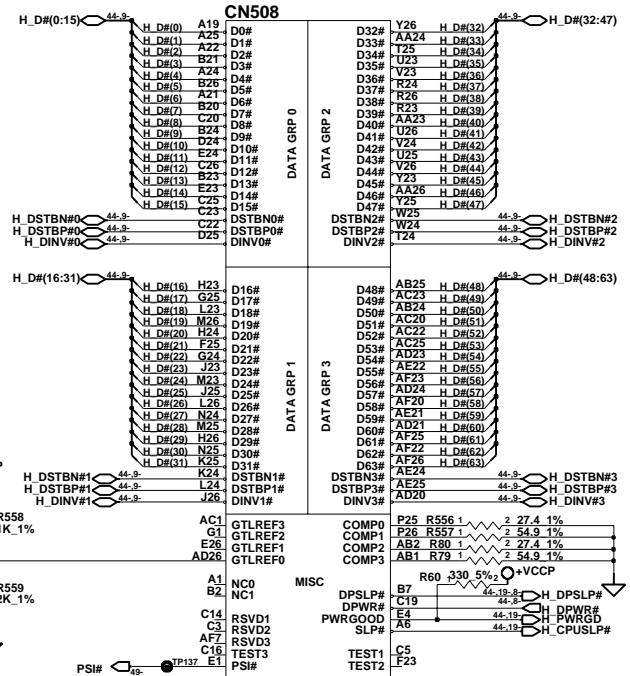 CN508
H_D#(0:15) 44-,9- 44-,9- H_D#(32:47)
H_D#(0) A19 D0# D32# Y26 H_D#(32)
H_D#(1) A25 D1# D33# AA24 H_D#(33)
H_D#(2) A22 D2# D34# T25 H_D#(34)
H_D#(3) B21 D3# D35# U23 H_D#(35)
H_D#(4) A24 D4# D36# V23 H_D#(36)
H_D#(5) B26 D5# D37# R24 H_D#(37)
H_D#(6) A21 D6# D38# R26 H_D#(38)
H_D#(7) B20 D7# D39# R23 H_D#(39)
H_D#(8) C20 D8# D40# AA23 H_D#(40)
H_D#(9) B24 D9# D41# U26 H_D#(41)
H_D#(10) D24 D10# D42# V24 H_D#(42)
H_D#(11) E24 D11# D43# U25 H_D#(43)
H_D#(12) C26 D12# D44# V26 H_D#(44)
H_D#(13) B23 D13# D45# Y23 H_D#(45)
H_D#(14) E23 D14# D46# AA26 H_D#(46)
H_D#(15) C25 D15# D47# Y25 H_D#(47)
DATA GRP 0
DATA GRP 2
H_DSTBN#0 44-,9- C23 DSTBN0# DSTBN2# W25 44-,9- H_DSTBN#2
H_DSTBP#0 44-,9- C22 DSTBP0# DSTBP2# W24 44-,9- H_DSTBP#2
H_DINV#0 44-,9- D25 DINV0# DINV2# T24 44-,9- H_DINV#2
H_D#(16:31) 44-,9- 44-,9- H_D#(48:63)
H_D#(16) H23 D16# D48# AB25 H_D#(48)
H_D#(17) G25 D17# D49# AC23 H_D#(49)
H_D#(18) L23 D18# D50# AB24 H_D#(50)
H_D#(19) M26 D19# D51# AC20 H_D#(51)
H_D#(20) H24 D20# D52# AC22 H_D#(52)
H_D#(21) F25 D21# D53# AC25 H_D#(53)
H_D#(22) G24 D22# D54# AD23 H_D#(54)
H_D#(23) J23 D23# D55# AE22 H_D#(55)
H_D#(24) M23 D24# D56# AF23 H_D#(56)
H_D#(25) J25 D25# D57# AD24 H_D#(57)
H_D#(26) L26 D26# D58# AF20 H_D#(58)
H_D#(27) N24 D27# D59# AE21 H_D#(59)
H_D#(28) M25 D28# D60# AD21 H_D#(60)
H_D#(29) H26 D29# D61# AF25 H_D#(61)
H_D#(30) N25 D30# D62# AF22 H_D#(62)
H_D#(31) K25 D31# D63# AF26 H_D#(63)
DATA GRP 1
DATA GRP 3
H_DSTBN#1 44-,9- K24 DSTBN1# DSTBN3# AE24 44-,9- H_DSTBN#3
H_DSTBP#1 44-,9- L24 DSTBP1# DSTBP3# AE25 44-,9- H_DSTBP#3
H_DINV#1 44-,9- J26 DINV1# DINV3# AD20 44-,9- H_DINV#3
R558
1K_1%
AC1 GTLREF3 COMP0 P25 R556 1 2 27.4 1%
G1 GTLREF2 COMP1 P26 R557 1 2 54.9 1%
E26 GTLREF1 COMP2 AB2 R80 1 2 27.4 1%
AD26 GTLREF0 COMP3 AB1 R79 1 2 54.9 1%
R559
2K_1%
MISC
R60 1 330 5% 2 +VCCP
A1 NC0
B2 NC1 DPSLP# B7 44-,19-,8- H_DPSLP#
DPWR# C19 44-,8- H_DPWR#
C14 RSVD1 PWRGOOD E4 44-,19- H_PWRGD
C3 RSVD2 SLP# A6 44-,19- H_CPUSLP#
AF7 RSVD3
C16 TEST3 TEST1 C5
PSI# 49- TP137 E1 PSI# TEST2 F23